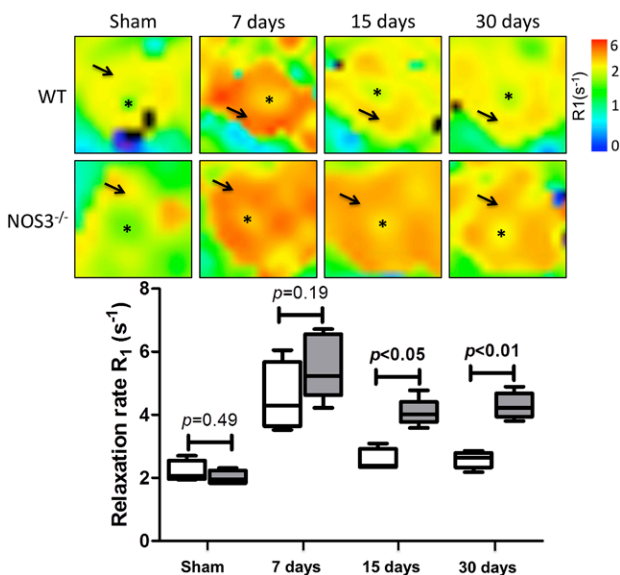 Sham 7 days 15 days 30 days
WT
* * * *
6
2
1
0
R1(s⁻¹)
NOS3⁻/⁻
* * * *
Relaxation rate R₁ (s⁻¹)
8
6
4
2
0
p=0.49
p=0.19
p<0.05
p<0.01
Sham 7 days 15 days 30 days